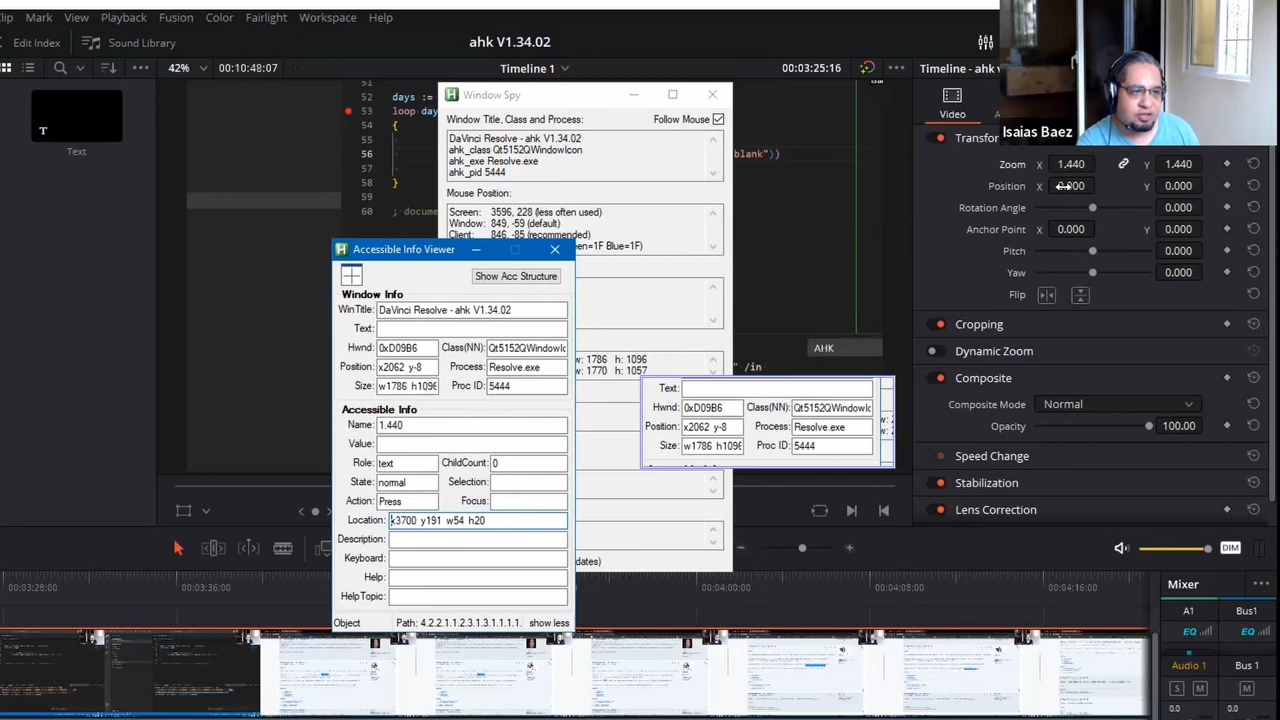 Clip Mark View Playback Fusion Color Fairlight Workspace Help
Edit Index Sound Library ahk V1.34.02
42% 00:10:48:07 Timeline 1 00:03:25:16 Timeline - ahk V
Isaias Baez
T
Text
51
52 days :=
53 loop day
54 {
55
56 blank"))
57
58 }
59
60 ; docume
Window Spy
Window Title, Class and Process: Follow Mouse
DaVinci Resolve - ahk V1.34.02
ahk_class Qt5152QWindowIcon
ahk_exe Resolve.exe
ahk_pid 5444
Mouse Position:
Screen: 3596, 228 (less often used)
Window: 849, -59 (default)
Client: 846, -85 (recommended)
een=1F Blue=1F)
w: 1786 h: 1096
w: 1770 h: 1057
dates)
AHK
" /in
Accessible Info Viewer
Show Acc Structure
Window Info
WinTitle: DaVinci Resolve - ahk V1.34.02
Text:
Hwnd: 0xD09B6 Class(NN): Qt5152QWindowIc
Position: x2062 y-8 Process: Resolve.exe
Size: w1786 h1096 Proc ID: 5444
Accessible Info
Name: 1.440
Value:
Role: text ChildCount: 0
State: normal Selection:
Action: Press Focus:
Location: x3700 y191 w54 h20
Description:
Keyboard:
Help:
HelpTopic:
Object Path: 4.2.2.1.1.2.3.1.3.1.1.1.1. show less
Text:
Hwnd: 0xD09B6 Class(NN): Qt5152QWindowIc
Position: x2062 y-8 Process: Resolve.exe
Size: w1786 h1096 Proc ID: 5444
Video
Transform
Zoom X 1.440 Y 1.440
Position X 0.000 Y 0.000
Rotation Angle 0.000
Anchor Point X 0.000 Y 0.000
Pitch 0.000
Yaw 0.000
Flip
Cropping
Dynamic Zoom
Composite
Composite Mode Normal
Opacity 100.00
Speed Change
Stabilization
Lens Correction
DIM
00:03:28:00 00:03:36:00 00:04:00:00 00:04:08:00 00:04:16:00
Mixer
A1 Bus1
EQ EQ
Audio 1 Bus 1
M
0.0 0.0